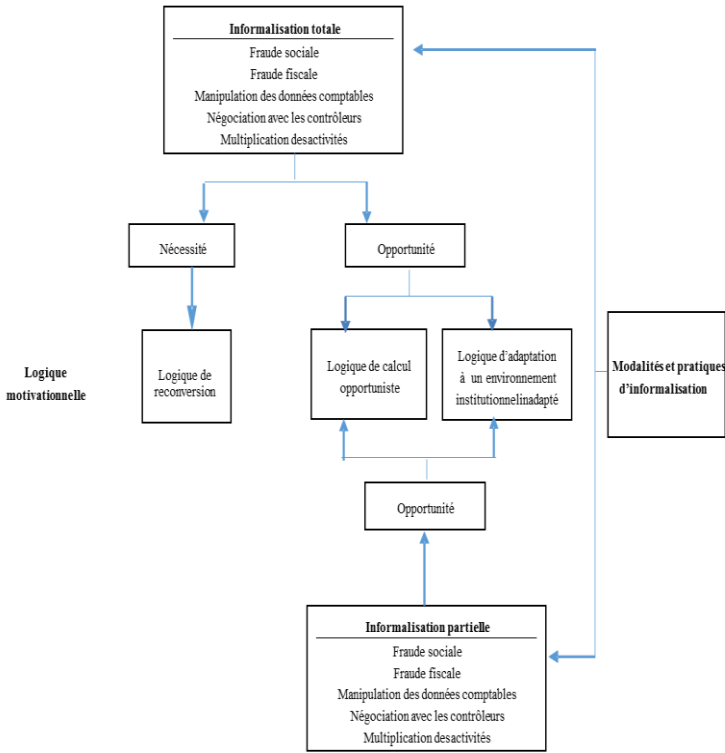 Informalisation totale
Fraude sociale
Fraude fiscale
Manipulation des données comptables
Négociation avec les contrôleurs
Multiplication desactivités
Nécessité
Opportunité
Logique
motivationnelle
Logique de
reconversion
Logique de calcul
opportuniste
Logique d'adaptation
à un environnement
institutionnelinadapté
Modalités et pratiques
d'informalisation
Opportunité
Informalisation partielle
Fraude sociale
Fraude fiscale
Manipulation des données comptables
Négociation avec les contrôleurs
Multiplication desactivités